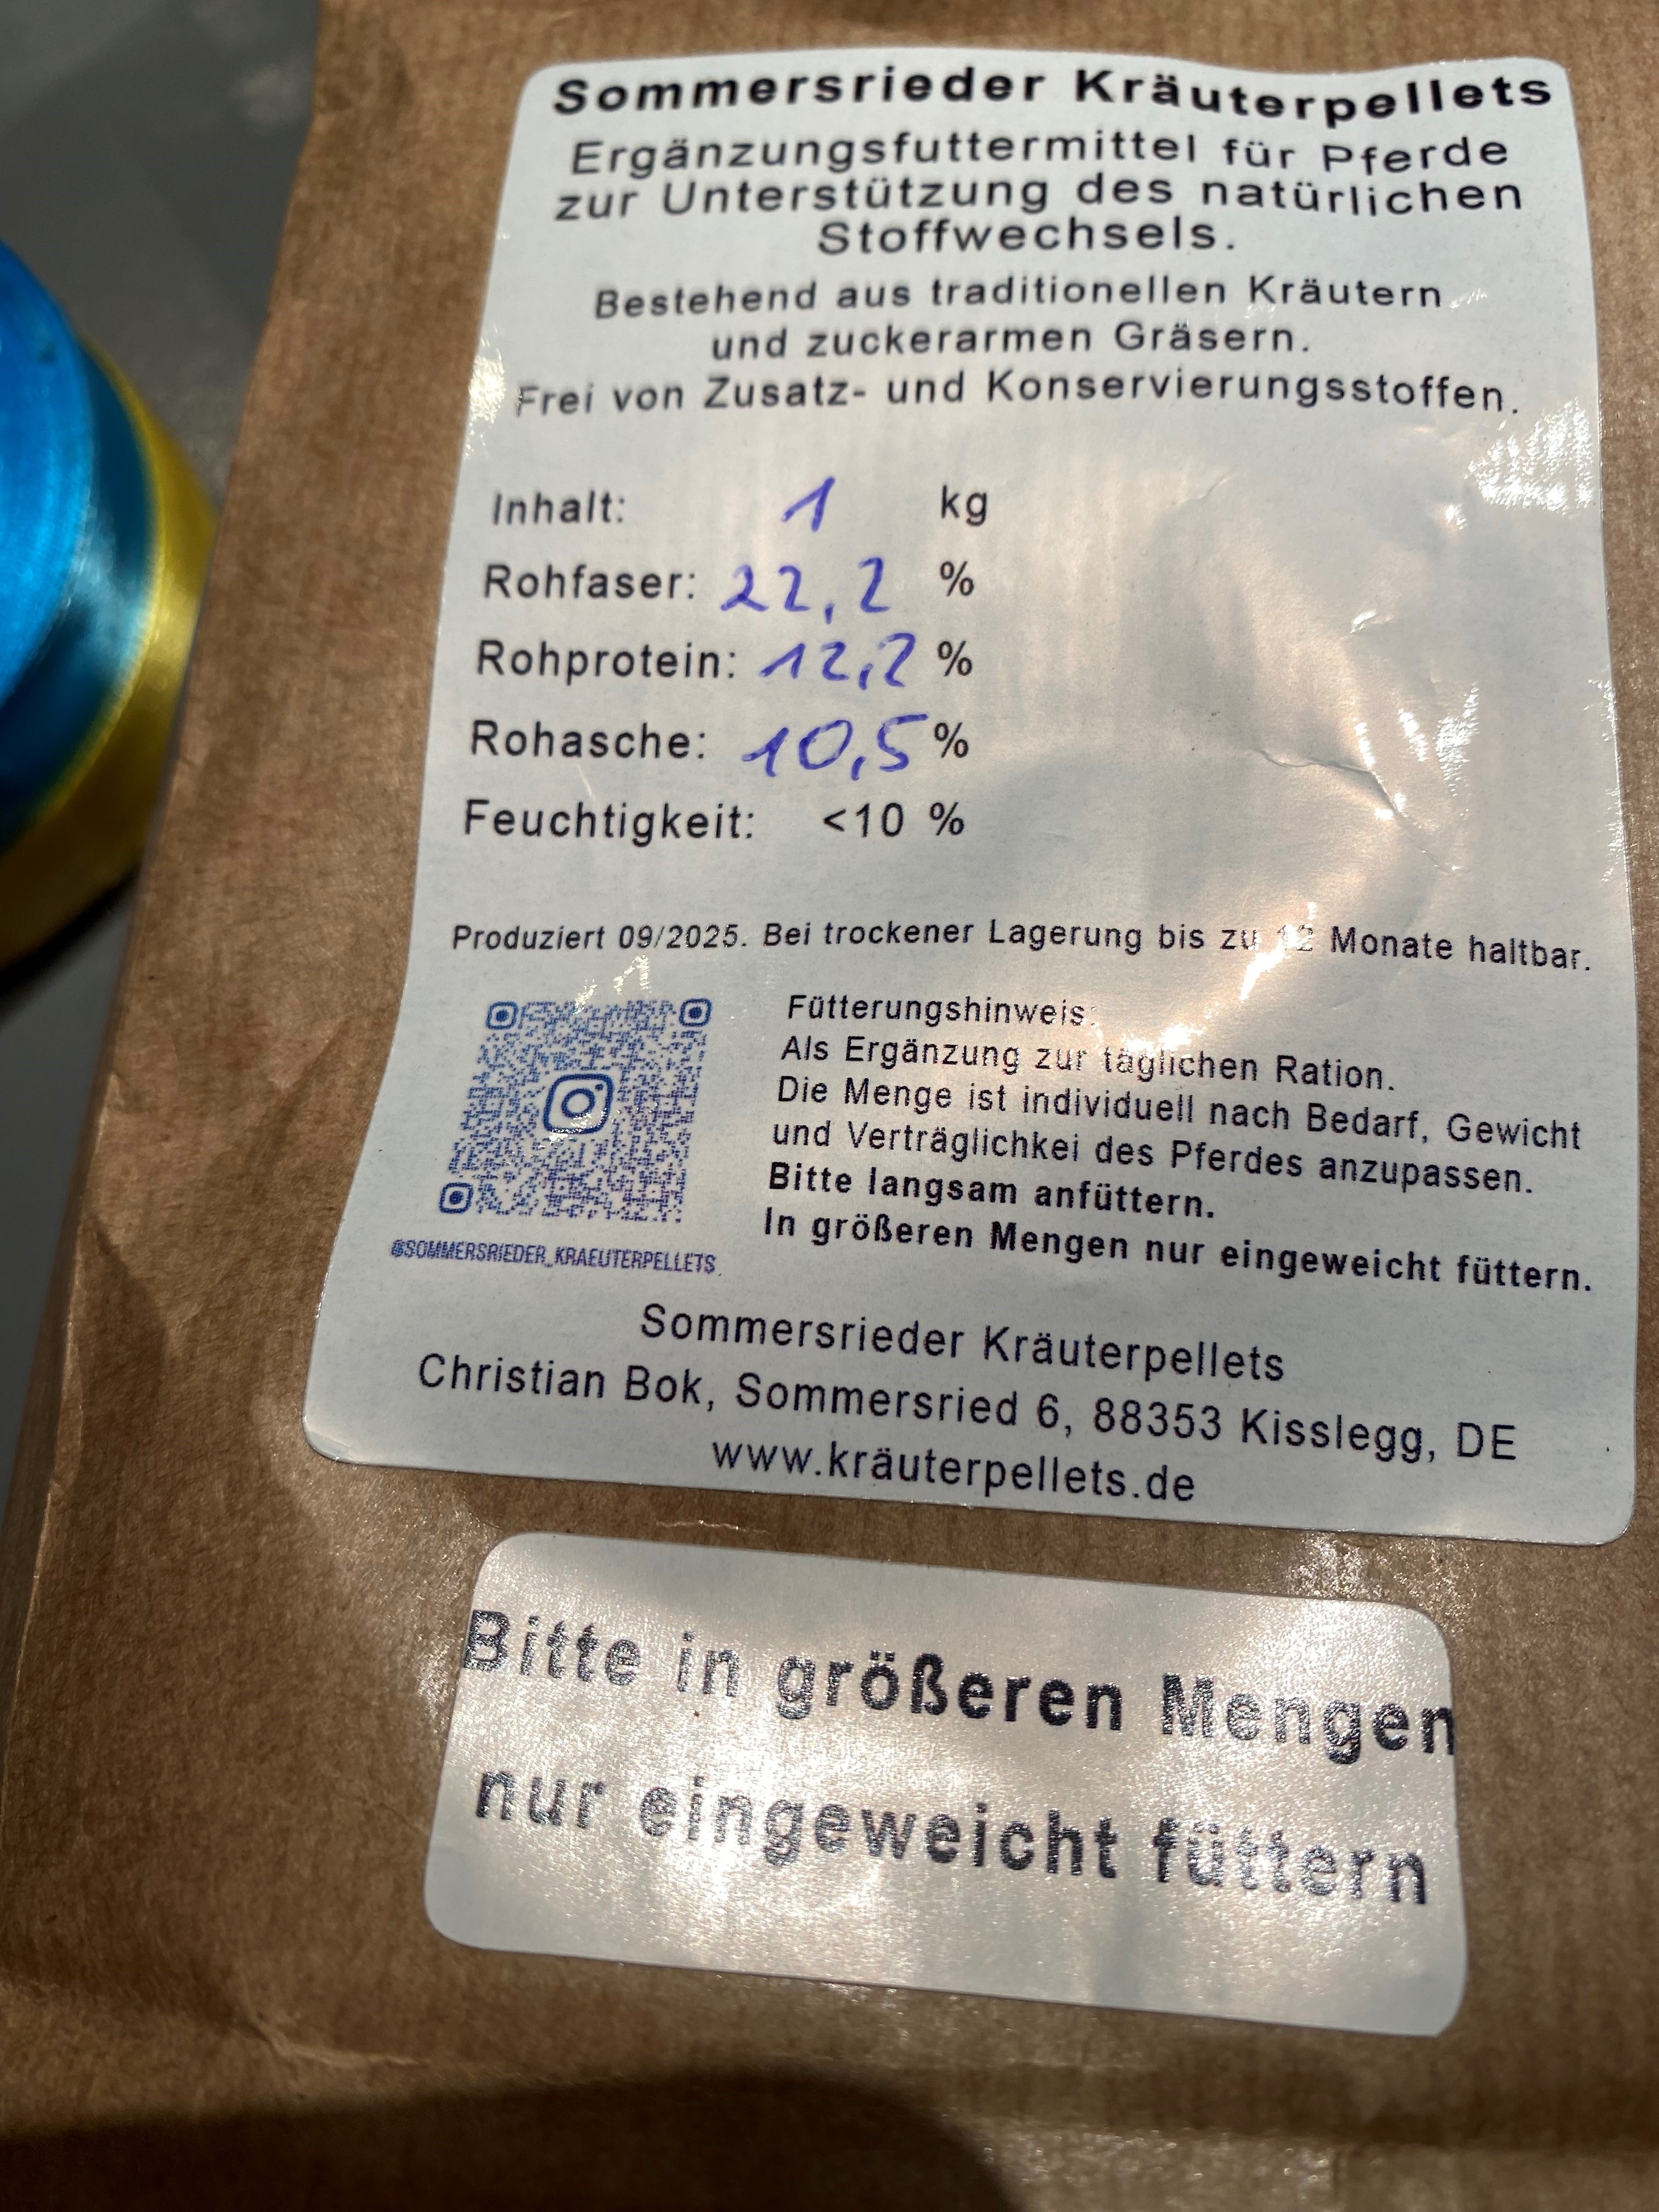 Sommersrieder Kräuterpellets
Ergänzungsfuttermittel für Pferde
zur Unterstützung des natürlichen
Stoffwechsels.
Bestehend aus traditionellen Kräutern
und zuckerarmen Gräsern.
Frei von Zusatz- und Konservierungsstoffen.
Inhalt: 1 kg
Rohfaser: 22,2 %
Rohprotein: 12,2 %
Rohasche: 10,5 %
Feuchtigkeit: <10 %
Produziert 09/2025. Bei trockener Lagerung bis zu 12 Monate haltbar.
Fütterungshinweis:
Als Ergänzung zur täglichen Ration.
Die Menge ist individuell nach Bedarf, Gewicht
und Verträglichkei des Pferdes anzupassen.
Bitte langsam anfüttern.
In größeren Mengen nur eingeweicht füttern.
@SOMMERSRIEDER_KRAEUTERPELLETS
Sommersrieder Kräuterpellets
Christian Bok, Sommersried 6, 88353 Kisslegg, DE
www.kräuterpellets.de
Bitte in größeren Mengen
nur eingeweicht füttern